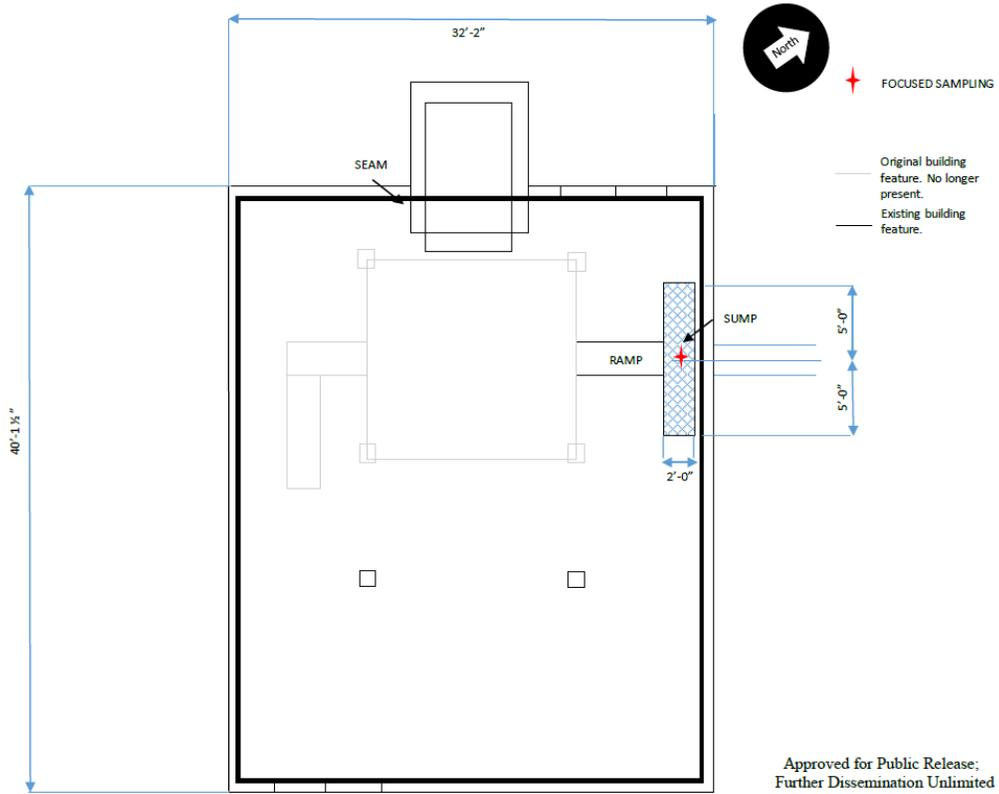 32'-2"
North
FOCUSED SAMPLING
SEAM
Original building
feature. No longer
present.
Existing building
feature.
SUMP
5'-0"
RAMP
5'-0"
40'-1 ½"
2'-0"
Approved for Public Release;
Further Dissemination Unlimited